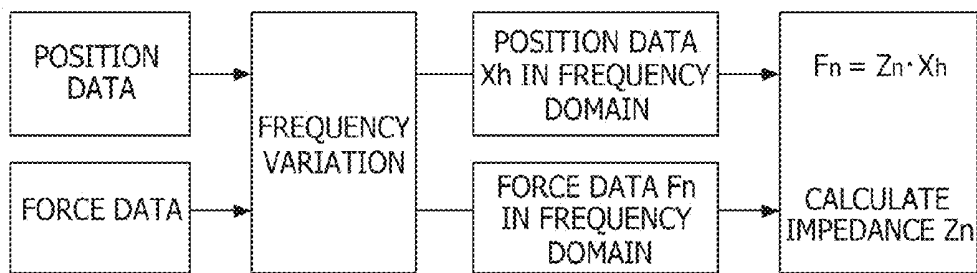 POSITION
DATA
FORCE DATA
FREQUENCY
VARIATION
POSITION DATA
Xh IN FREQUENCY
DOMAIN
FORCE DATA Fn
IN FREQUENCY
DOMAIN
Fn = Zn·Xh
CALCULATE
IMPEDANCE Zn